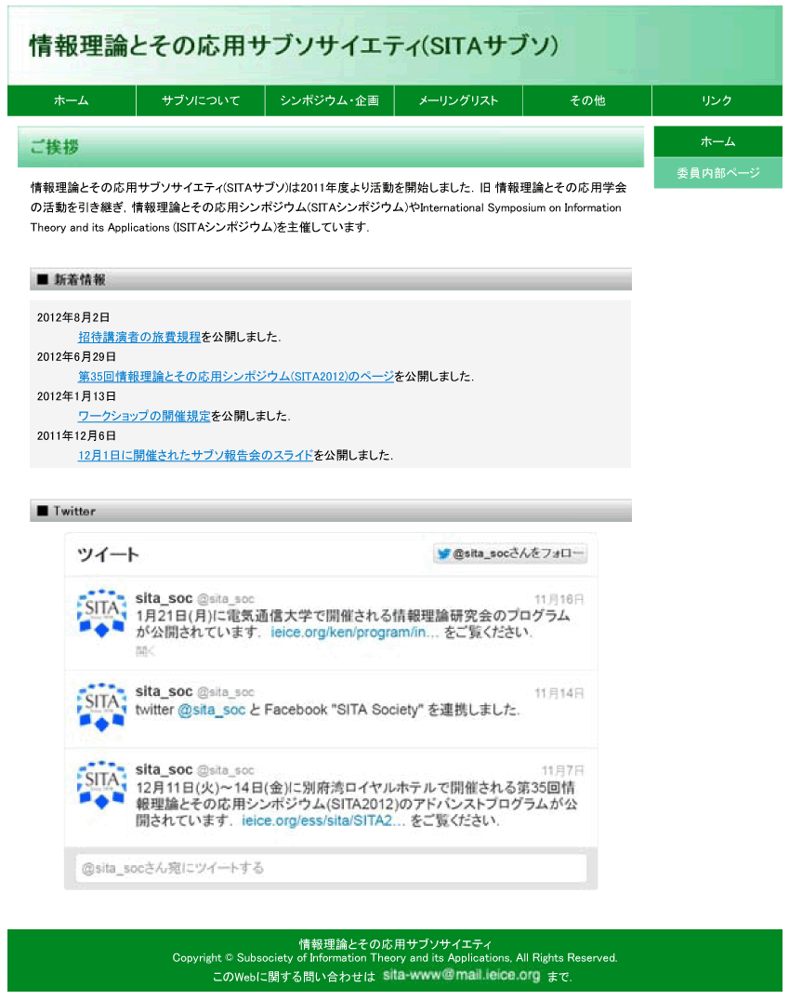 情報理論とその応用サブソサイエティ(SITAサブソ)
ホーム サブソについて シンポジウム・企画 メーリングリスト その他 リンク
ご挨拶
情報理論とその応用サブソサイエティ(SITAサブソ)は2011年度より活動を開始しました. 旧 情報理論とその応用学会
の活動を引き継ぎ, 情報理論とその応用シンポジウム(SITAシンポジウム)やInternational Symposium on Information
Theory and its Applications (ISITAシンポジウム)を主催しています.
ホーム
委員内部ページ
■ 新着情報
2012年8月2日
招待講演者の旅費規程を公開しました.
2012年6月29日
第35回情報理論とその応用シンポジウム(SITA2012)のページを公開しました.
2012年1月13日
ワークショップの開催規定を公開しました.
2011年12月6日
12月1日に開催されたサブソ報告会のスライドを公開しました.
■ Twitter
ツイート @sita_socさんをフォロー
SITA
sita_soc @sita_soc 11月16日
1月21日(月)に電気通信大学で開催される情報理論研究会のプログラム
が公開されています. ieice.org/ken/program/in... をご覧ください.
開く
SITA
sita_soc @sita_soc 11月14日
twitter @sita_soc と Facebook "SITA Society" を連携しました.
SITA
sita_soc @sita_soc 11月7日
12月11日(火)～14日(金)に別府湾ロイヤルホテルで開催される第35回情
報理論とその応用シンポジウム(SITA2012)のアドバンストプログラムが公
開されています. ieice.org/ess/sita/SITA2... をご覧ください.
@sita_socさん宛にツイートする
情報理論とその応用サブソサイエティ
Copyright © Subsociety of Information Theory and its Applications, All Rights Reserved.
このWebに関する問い合わせは sita-www@mail.ieice.org まで.